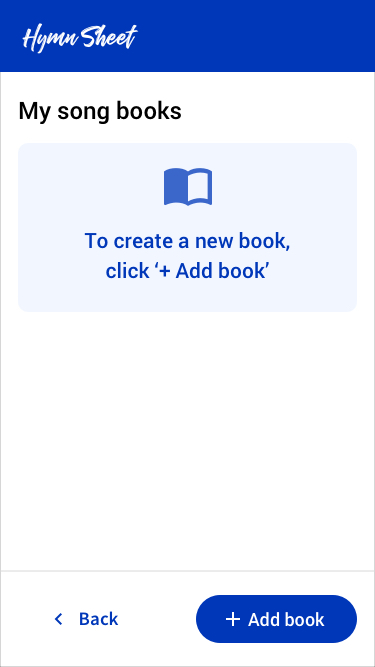 Hymn Sheet
My song books
To create a new book,
click ‘+ Add book’
Back
+ Add book